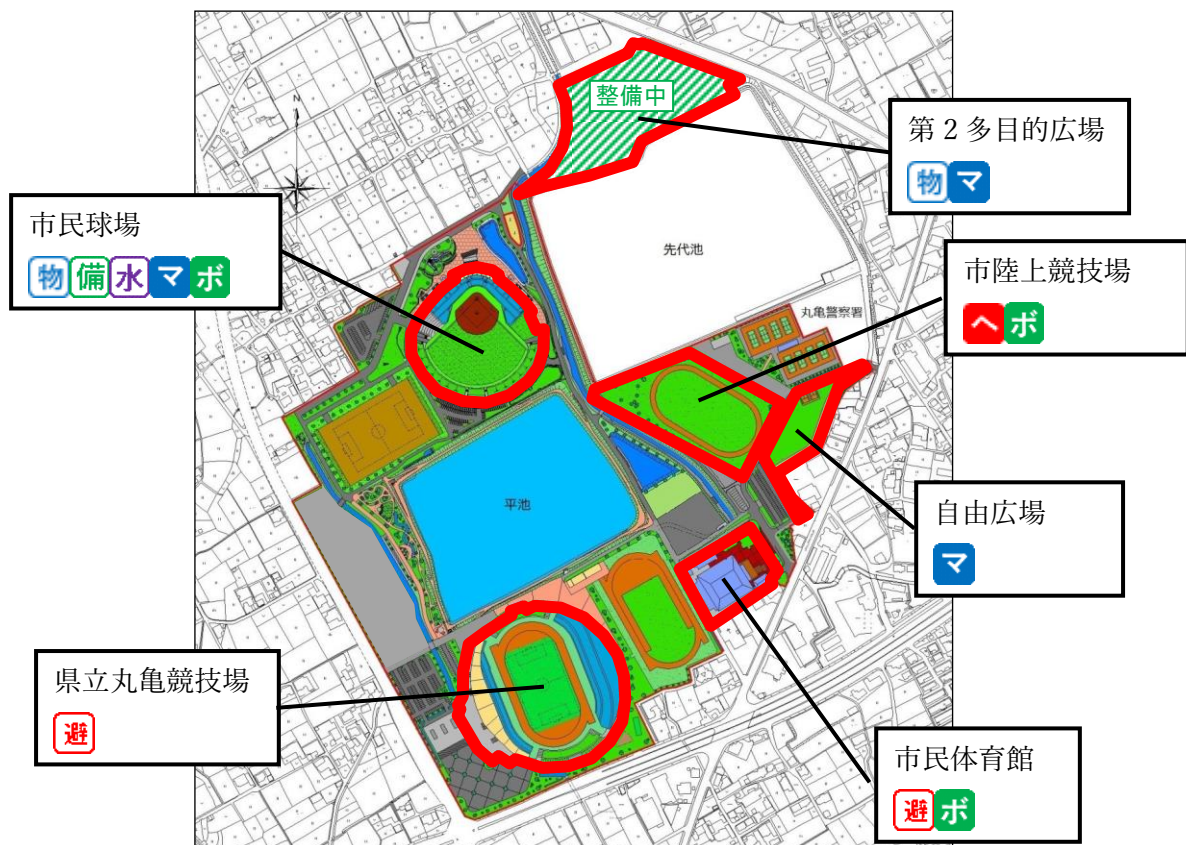 整備中
第2多目的広場
物 マ
市民球場
物 備 水 マ ボ
先代池
市陸上競技場
ヘ ボ
丸亀警察署
平池
自由広場
マ
県立丸亀競技場
避
市民体育館
避 ボ